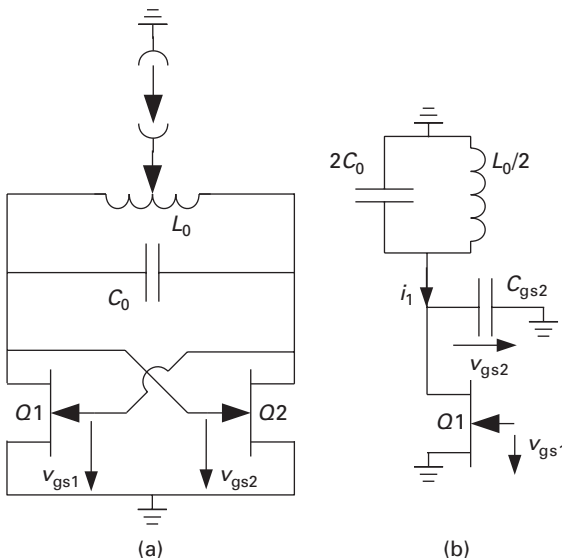 L₀
C₀
Q1
Q2
vgs1
vgs2
(a)
2C₀
L₀/2
i₁
Cgs2
vgs2
Q1
vgs1
(b)